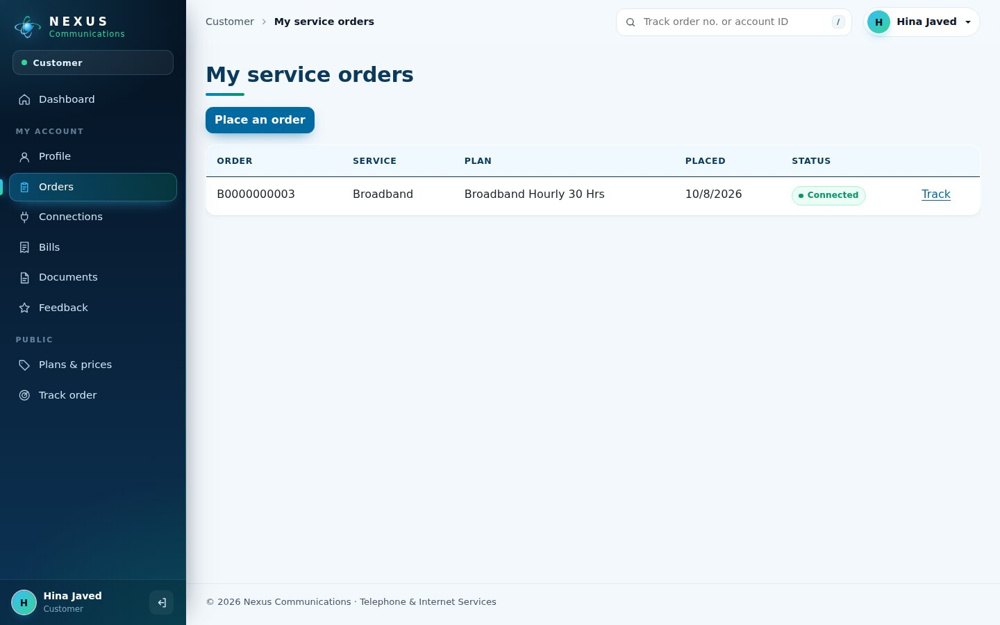 NEXUS
Communications
Customer
Dashboard
MY ACCOUNT
Profile
Orders
Connections
Bills
Documents
Feedback
PUBLIC
Plans & prices
Track order
H Hina Javed
Customer
Customer > My service orders
Track order no. or account ID /
H Hina Javed
My service orders
Place an order
ORDER SERVICE PLAN PLACED STATUS
B0000000003 Broadband Broadband Hourly 30 Hrs 10/8/2026 Connected Track
© 2026 Nexus Communications · Telephone & Internet Services